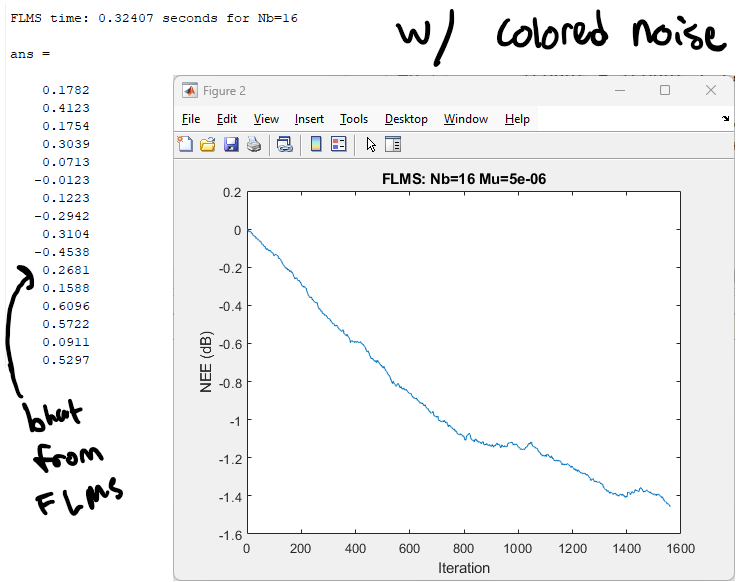 FLMS time: 0.32407 seconds for Nb=16
w/ colored noise
ans =
0.1782
0.4123
0.1754
0.3039
0.0713
-0.0123
0.1223
-0.2942
0.3104
-0.4538
0.2681
0.1588
0.6096
0.5722
0.0911
0.5297
bhat
from
FLMS
Figure 2
File Edit View Insert Tools Desktop Window Help
FLMS: Nb=16 Mu=5e-06
NEE (dB)
0.2
0
-0.2
-0.4
-0.6
-0.8
-1
-1.2
-1.4
-1.6
0 200 400 600 800 1000 1200 1400 1600
Iteration